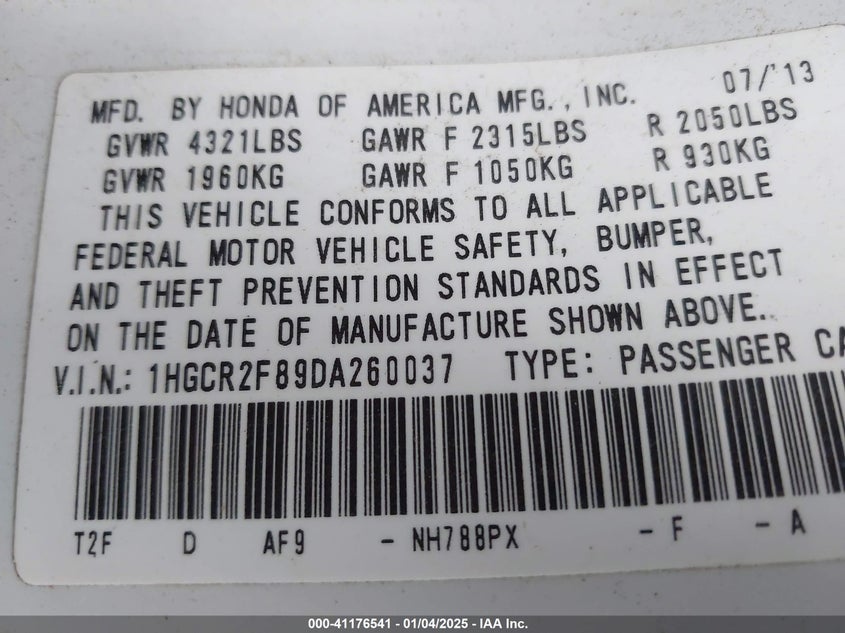 MFD. BY HONDA OF AMERICA MFG., INC. 07/'13
GVWR 4321LBS GAWR F 2315LBS R 2050LBS
GVWR 1960KG GAWR F 1050KG R 930KG
THIS VEHICLE CONFORMS TO ALL APPLICABLE
FEDERAL MOTOR VEHICLE SAFETY, BUMPER,
AND THEFT PREVENTION STANDARDS IN EFFECT
ON THE DATE OF MANUFACTURE SHOWN ABOVE.
V.I.N.: 1HGCR2F89DA260037 TYPE: PASSENGER CA
T2F D AF9 - NH788PX - F - A
000-41176541 - 01/04/2025 - IAA Inc.